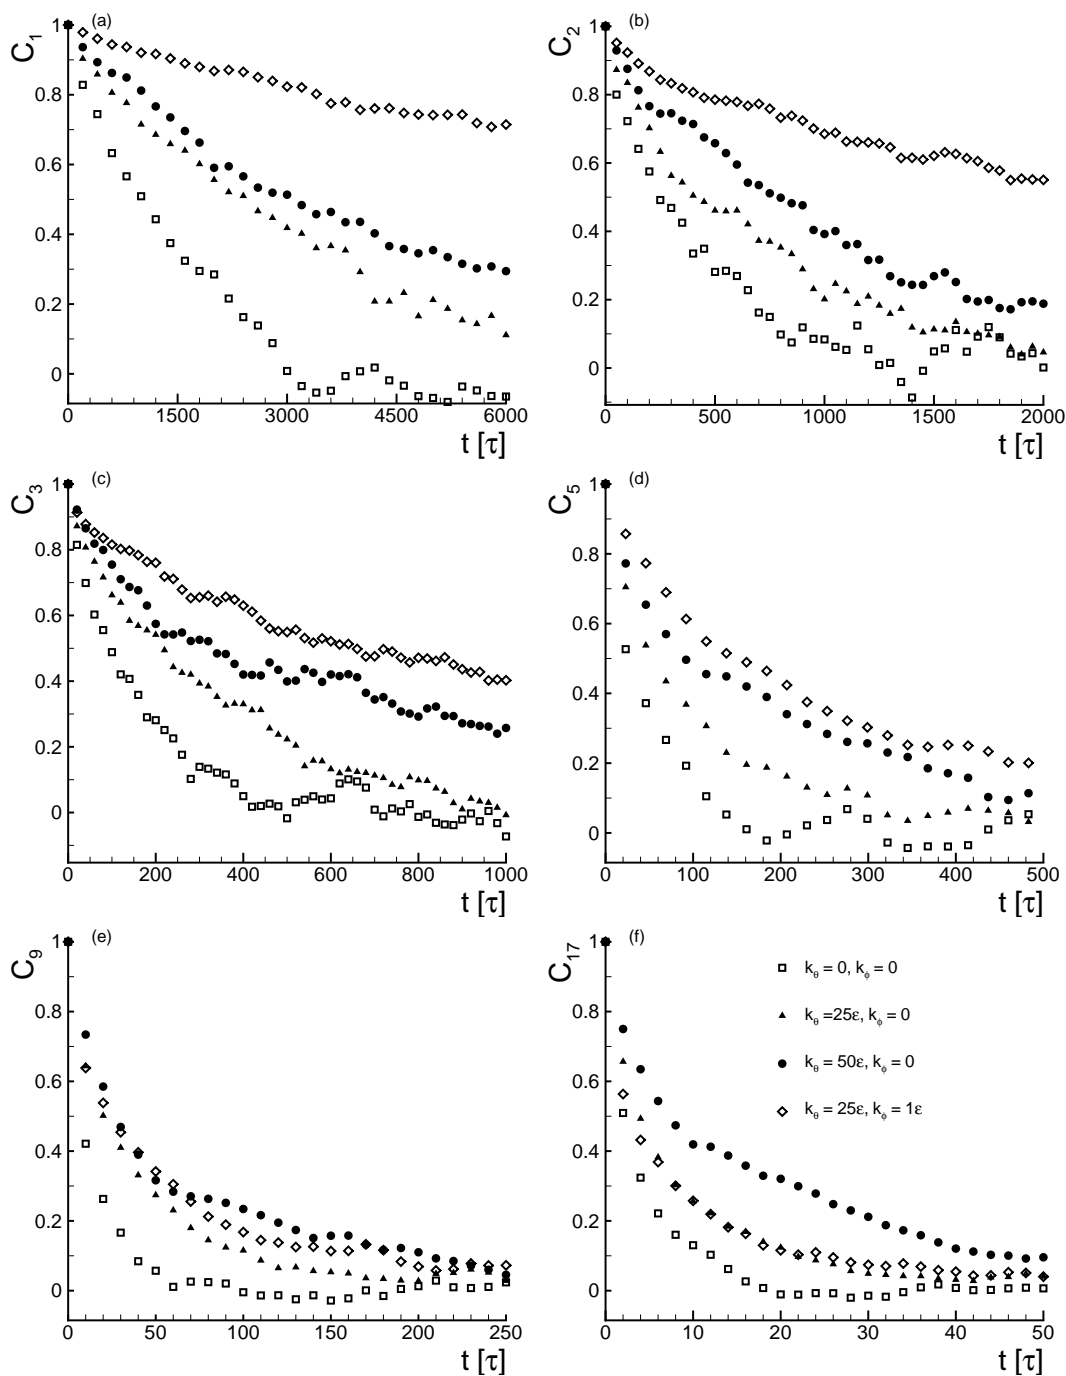 (a)
C1
1
0.8
0.6
0.4
0.2
0
0 1500 3000 4500 6000
t [τ]
(b)
C2
1
0.8
0.6
0.4
0.2
0
0 500 1000 1500 2000
t [τ]
(c)
C3
1
0.8
0.6
0.4
0.2
0
0 200 400 600 800 1000
t [τ]
(d)
C5
1
0.8
0.6
0.4
0.2
0
0 100 200 300 400 500
t [τ]
(e)
C9
1
0.8
0.6
0.4
0.2
0
0 50 100 150 200 250
t [τ]
(f)
C17
1
0.8
0.6
0.4
0.2
0
kθ = 0, kϕ = 0
kθ =25ε, kϕ = 0
kθ = 50ε, kϕ = 0
kθ = 25ε, kϕ = 1ε
0 10 20 30 40 50
t [τ]